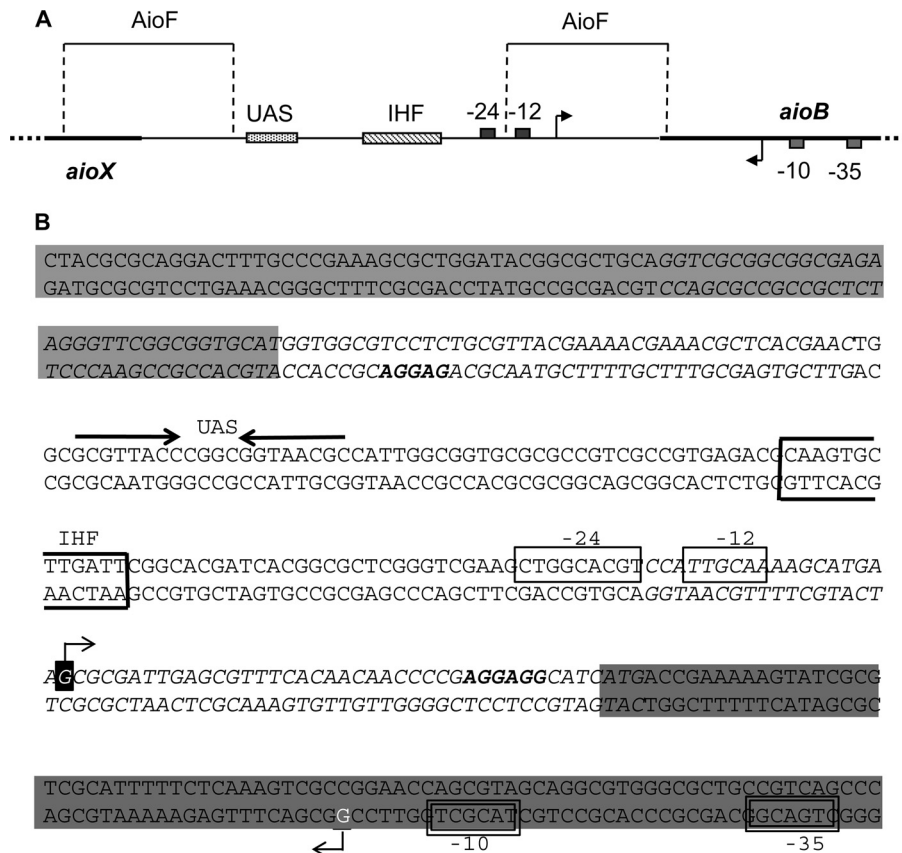 A
AioF AioF
UAS IHF -24 -12 aioB
aioX -10 -35
B
CTACGCGCAGGACTTTGCCCGAAAGCGCTGGATACGGCGCTGCAGGTCGCGGCGGCGAGA
GATGCGCGTCCTGAAACGGGCTTTCGCGACCTATGCCGCGACGTCCAGCGCCGCCGCTCT
AGGGTTCGGCGGTGCATGGTGGCGTCCTCTGCGTTACGAAAACGAAACGCTCACGAACTG
TCCCAAGCCGCCACGTACCACCGCAGGAGACGCAATGCTTTTGCTTTGCGAGTGCTTGAC
UAS
GCGCGTTACCCGGCGGTAACGCCATTGGCGGTGCGCGCCGTCGCCGTGAGACGCAAGTGC
CGCGCAATGGGCCGCCATTGCGGTAACCGCCACGCGCGGCAGCGGCACTCTGCGTTCACG
IHF -24 -12
TTGATTCGGCACGATCACGGCGCTCGGGTCGAAGCTGGCACGTCCATTGCAAAAGCATGA
AACTAAGCCGTGCTAGTGCCGCGAGCCCAGCTTCGACCGTGCAGGTAACGTTTTCGTACT
AGCGCGATTGAGCGTTTCACAACAACCCCGAGGAGGCATCATGACCGAAAAAGTATCGCG
TCGCGCTAACTCGCAAAGTGTTGTTGGGGCTCCTCCGTAGTACTGGCTTTTTCATAGCGC
TCGCATTTTTCTCAAAGTCGCCGGAACCAGCGTAGCAGGCGTGGGCGCTGCCGTCAGCCC
AGCGTAAAAAGAGTTTCAGCGGCCTTGGTCGCATCGTCCGCACCCGCGACGGCAGTCGGG
-10 -35